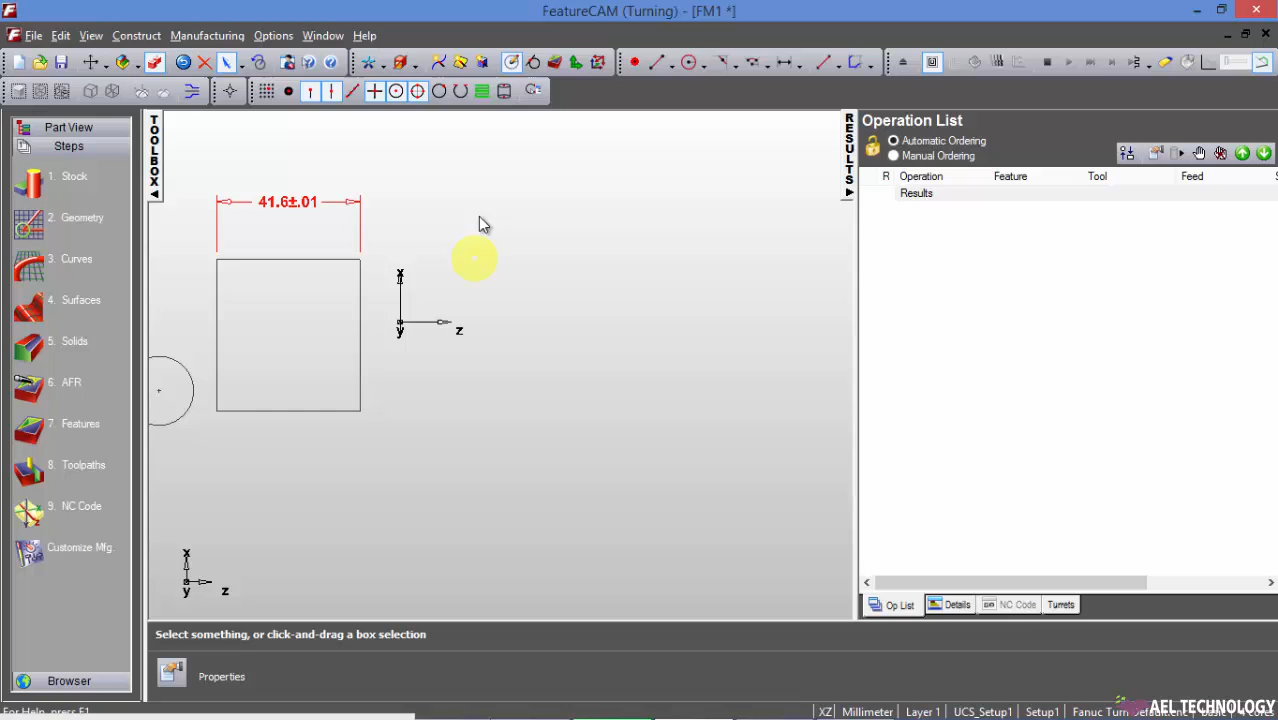 FeatureCAM (Turning) - [FM1 *]
File Edit View Construct Manufacturing Options Window Help
Part View
Steps
1. Stock
2. Geometry
3. Curves
4. Surfaces
5. Solids
6. AFR
7. Features
8. Toolpaths
9. NC Code
Customize Mfg.
Browser
TOOLBOX
41.6±.01
x
y
z
x
y
z
RESULTS
Operation List
Automatic Ordering
Manual Ordering
R Operation Feature Tool Feed S
Results
Op List Details NC Code Turrets
Select something, or click-and-drag a box selection
Properties
For Help, press F1
XZ Millimeter Layer 1 UCS_Setup1 Setup1
AEL TECHNOLOGY